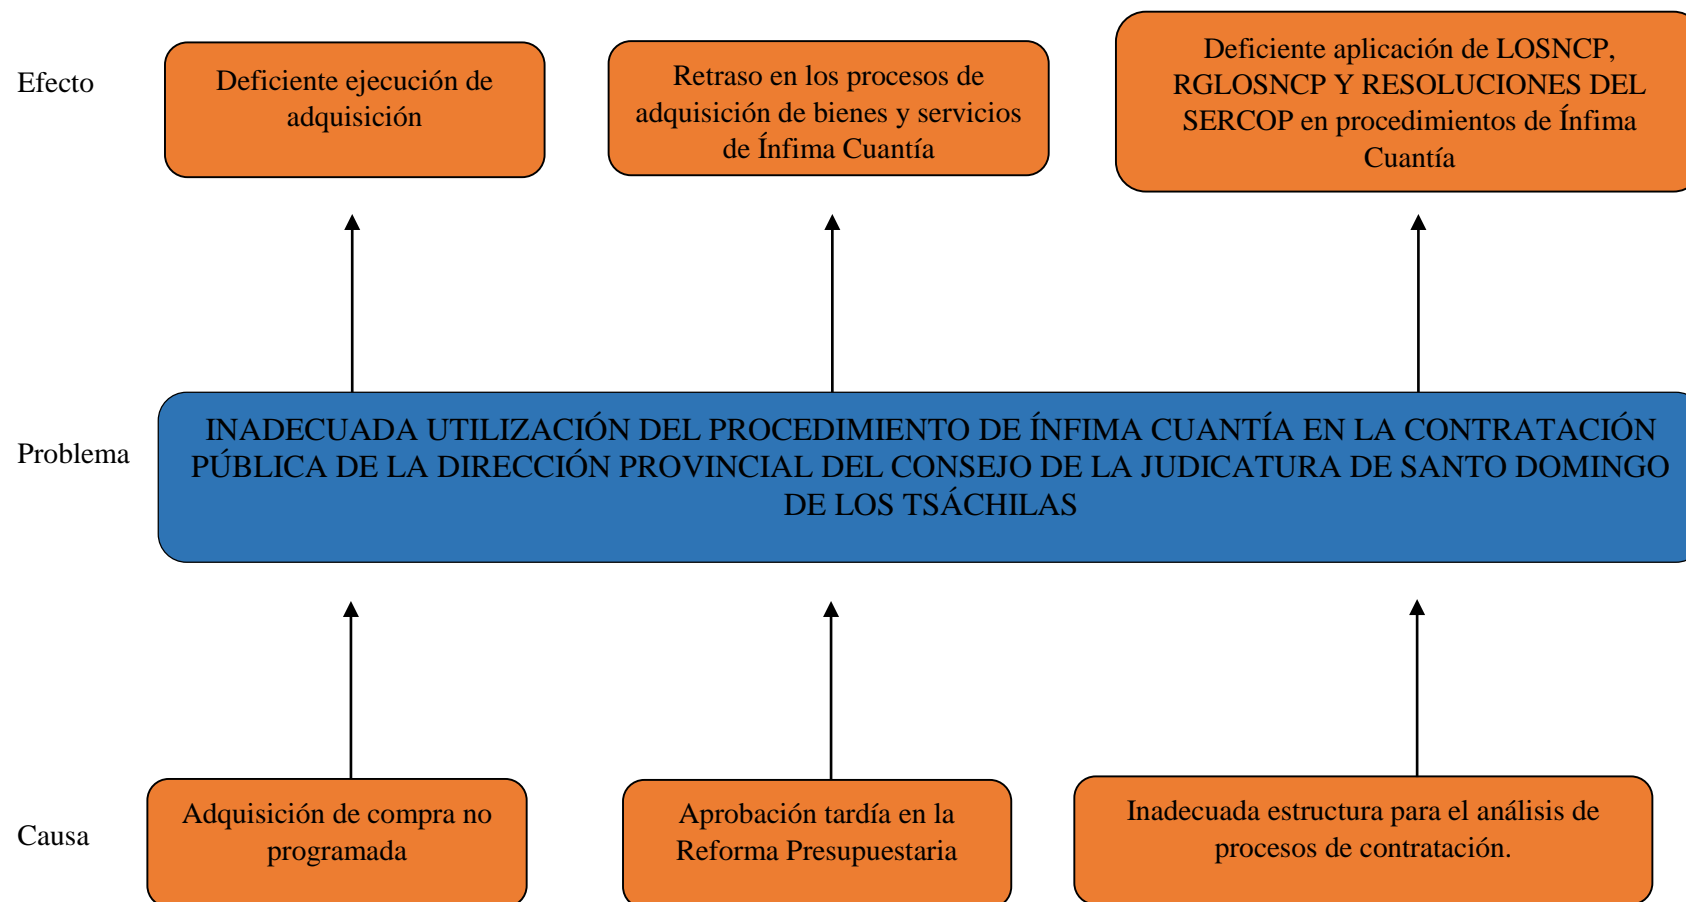 Efecto
Deficiente ejecución de
adquisición
Retraso en los procesos de
adquisición de bienes y servicios
de Ínfima Cuantía
Deficiente aplicación de LOSNCP,
RGLOSNCP Y RESOLUCIONES DEL
SERCOP en procedimientos de Ínfima
Cuantía
Problema
INADECUADA UTILIZACIÓN DEL PROCEDIMIENTO DE ÍNFIMA CUANTÍA EN LA CONTRATACIÓN
PÚBLICA DE LA DIRECCIÓN PROVINCIAL DEL CONSEJO DE LA JUDICATURA DE SANTO DOMINGO
DE LOS TSÁCHILAS
Causa
Adquisición de compra no
programada
Aprobación tardía en la
Reforma Presupuestaria
Inadecuada estructura para el análisis de
procesos de contratación.